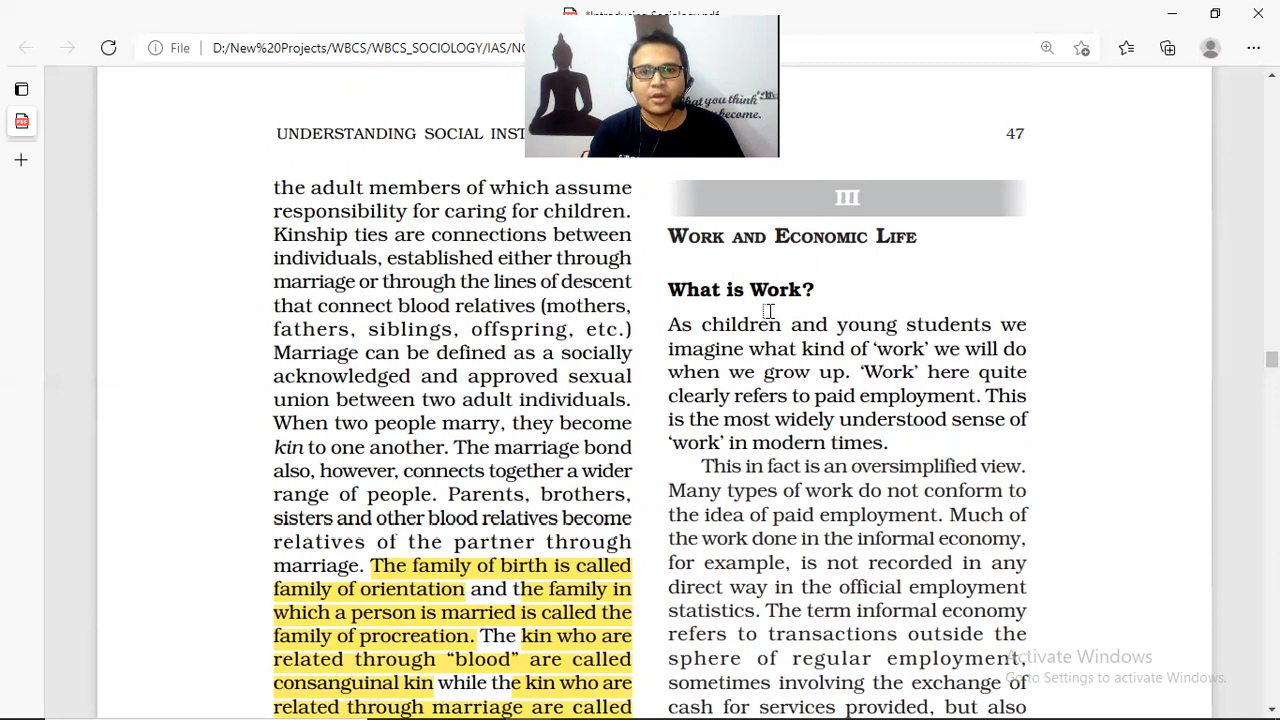 File
D:/New%20Projects/WBCS/WBCS_SOCIOLOGY/IAS/NC
you think
become.
UNDERSTANDING SOCIAL INST
47
the adult members of which assume
responsibility for caring for children.
Kinship ties are connections between
individuals, established either through
marriage or through the lines of descent
that connect blood relatives (mothers,
fathers, siblings, offspring, etc.)
Marriage can be defined as a socially
acknowledged and approved sexual
union between two adult individuals.
When two people marry, they become
kin to one another. The marriage bond
also, however, connects together a wider
range of people. Parents, brothers,
sisters and other blood relatives become
relatives of the partner through
marriage. The family of birth is called
family of orientation and the family in
which a person is married is called the
family of procreation. The kin who are
related through “blood” are called
consanguinal kin while the kin who are
related through marriage are called
III
WORK AND ECONOMIC LIFE
What is Work?
As children and young students we
imagine what kind of ‘work’ we will do
when we grow up. ‘Work’ here quite
clearly refers to paid employment. This
is the most widely understood sense of
‘work’ in modern times.
This in fact is an oversimplified view.
Many types of work do not conform to
the idea of paid employment. Much of
the work done in the informal economy,
for example, is not recorded in any
direct way in the official employment
statistics. The term informal economy
refers to transactions outside the
sphere of regular employment,
sometimes involving the exchange of
cash for services provided, but also
Activate Windows
Go to Settings to activate Windows.